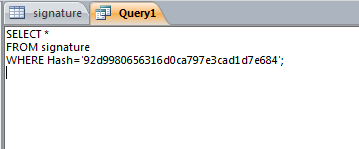 signature
Query1
SELECT *
FROM signature
WHERE Hash='92d9980656316d0ca797e3cad1d7e684';